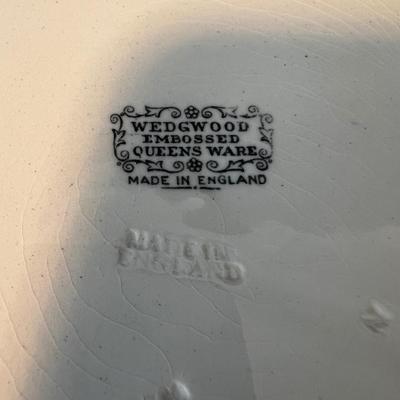 WEDGWOOD
EMBOSSED
QUEENS WARE
MADE IN ENGLAND
MADE IN
ENGLAND